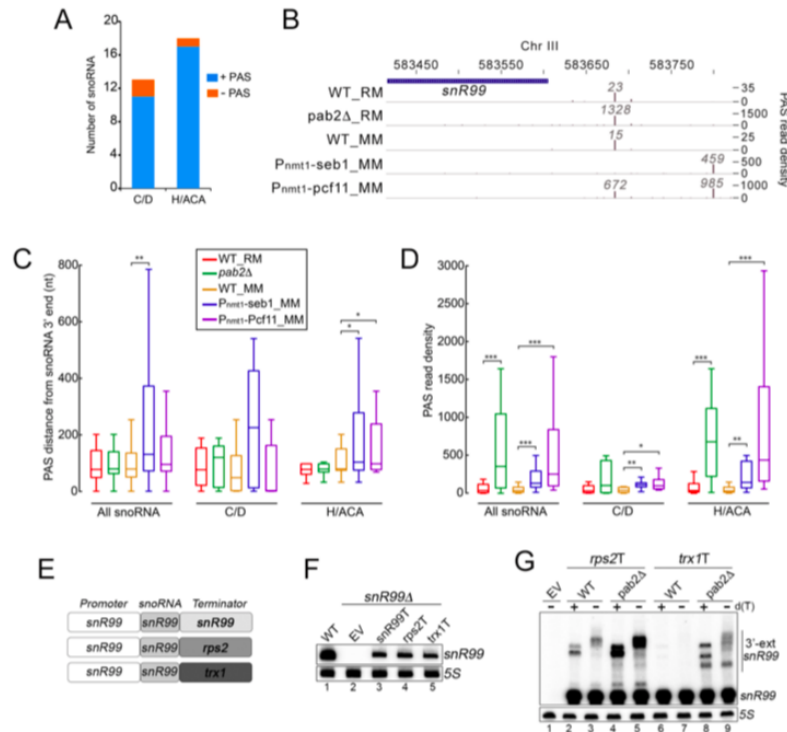 A
Number of snoRNA
18
16
12
8
4
0
+ PAS
- PAS
C/D
H/ACA
B
Chr III
583450 583550 583650 583750
snR99
WT_RM 23 35 0
pab2Δ_RM 1328 1500 0
WT_MM 15 25 0
Pnmt1-seb1_MM 459 500 0
Pnmt1-pcf11_MM 672 985 1000 0
PAS read density
C
PAS distance from snoRNA 3' end (nt)
800
600
400
200
0
WT_RM
pab2Δ
WT_MM
Pnmt1-seb1_MM
Pnmt1-Pcf11_MM
** * *
All snoRNA C/D H/ACA
D
PAS read density
3000
2500
2000
1500
1000
500
0
*** *** *** ** * *** ** ***
All snoRNA C/D H/ACA
E
Promoter snoRNA Terminator
snR99 snR99 snR99
snR99 snR99 rps2
snR99 snR99 trx1
F
snR99Δ
WT EV snR99T rps2T trx1T
snR99
5S
1 2 3 4 5
G
rps2T trx1T
EV WT pab2Δ WT pab2Δ
- + - + - + - + - d(T)
3'-ext
snR99
snR99
5S
1 2 3 4 5 6 7 8 9